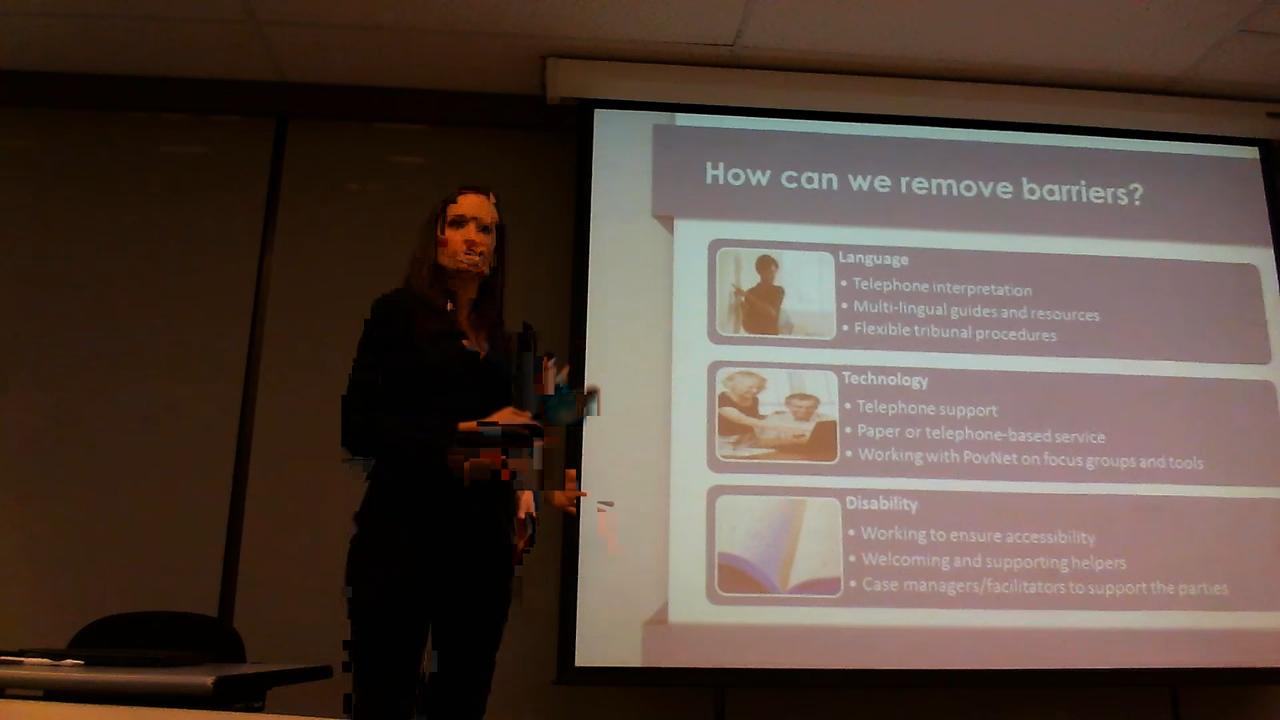 How can we remove barriers?
Language
• Telephone interpretation
• Multi-lingual guides and resources
• Flexible tribunal procedures
Technology
• Telephone support
• Paper or telephone-based service
• Working with PovNet on focus groups and tools
Disability
• Working to ensure accessibility
• Welcoming and supporting helpers
• Case managers/facilitators to support the parties